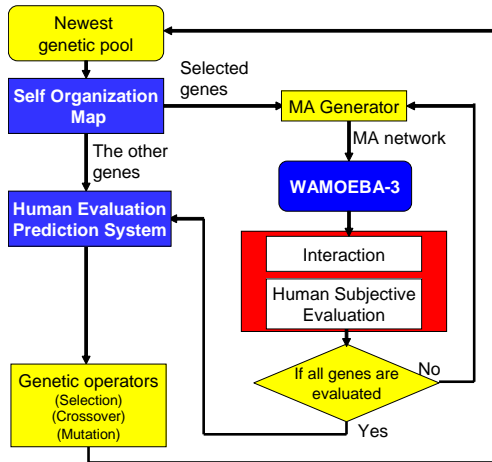 Newest
genetic pool
Selected
genes
Self Organization
Map
MA Generator
MA network
The other
genes
WAMOEBA-3
Human Evaluation
Prediction System
Interaction
Human Subjective
Evaluation
If all genes are
evaluated
No
Yes
Genetic operators
(Selection)
(Crossover)
(Mutation)